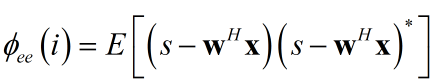 ϕ_ee (i) = E[(s − w^H x)(s − w^H x)^*]